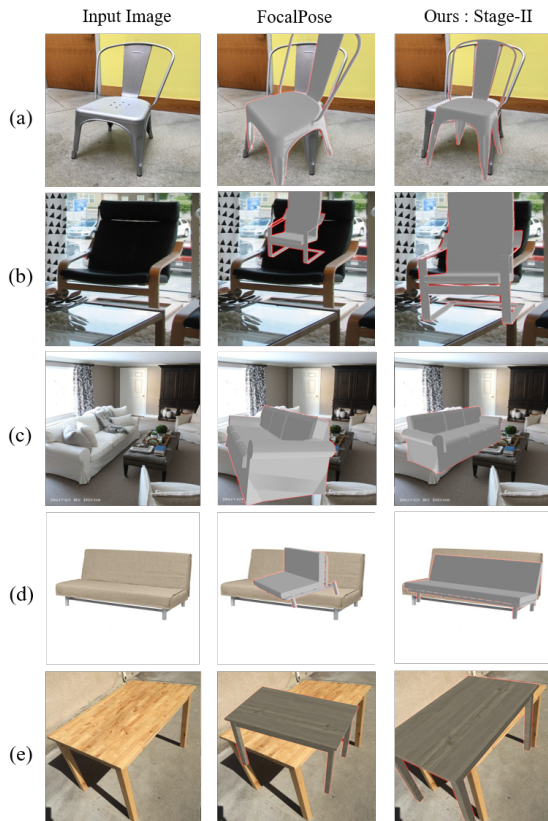 Input Image
FocalPose
Ours : Stage-II
(a)
(b)
(c)
(d)
(e)